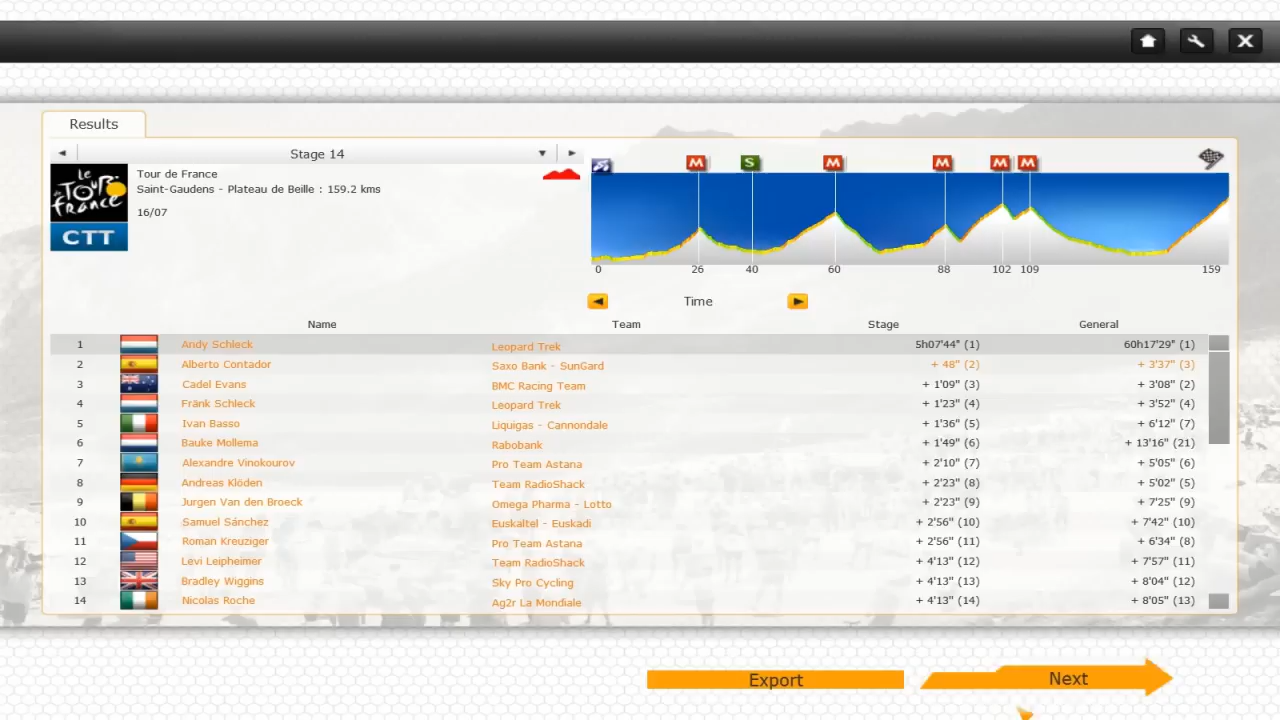 Results
Stage 14
Le Tour de France
CTT
Tour de France
Saint-Gaudens - Plateau de Beille : 159.2 kms
16/07
M S M M M M
0 26 40 60 88 102 109 159
Time
Name Team Stage General
1 Andy Schleck Leopard Trek 5h07'44" (1) 60h17'29" (1)
2 Alberto Contador Saxo Bank - SunGard + 48" (2) + 3'37" (3)
3 Cadel Evans BMC Racing Team + 1'09" (3) + 3'08" (2)
4 Fränk Schleck Leopard Trek + 1'23" (4) + 3'52" (4)
5 Ivan Basso Liquigas - Cannondale + 1'36" (5) + 6'12" (7)
6 Bauke Mollema Rabobank + 1'49" (6) + 13'16" (21)
7 Alexandre Vinokourov Pro Team Astana + 2'10" (7) + 5'05" (6)
8 Andreas Klöden Team RadioShack + 2'23" (8) + 5'02" (5)
9 Jurgen Van den Broeck Omega Pharma - Lotto + 2'23" (9) + 7'25" (9)
10 Samuel Sánchez Euskaltel - Euskadi + 2'56" (10) + 7'42" (10)
11 Roman Kreuziger Pro Team Astana + 2'56" (11) + 6'34" (8)
12 Levi Leipheimer Team RadioShack + 4'13" (12) + 7'57" (11)
13 Bradley Wiggins Sky Pro Cycling + 4'13" (13) + 8'04" (12)
14 Nicolas Roche Ag2r La Mondiale + 4'13" (14) + 8'05" (13)
Export Next